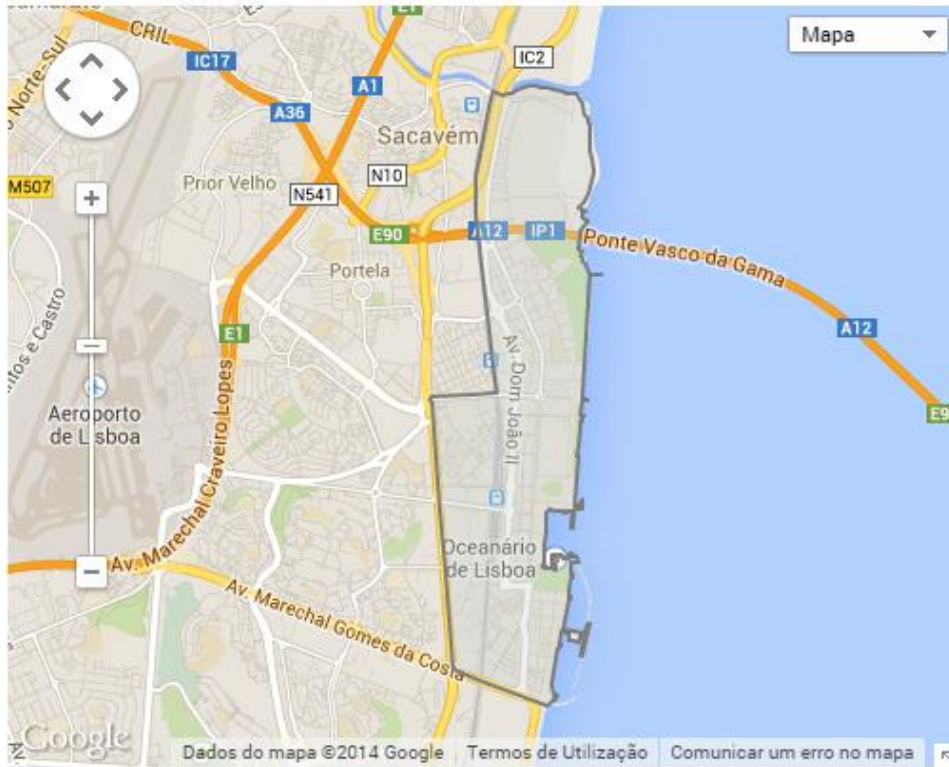 CRIL
E1
IC2
Mapa
IC17
A1
A36
Sacavém
M507
Prior Velho
N10
N541
E90
A12
IP1
Ponte Vasco da Gama
Portela
E1
A12
Av. Dom João II
Aeroporto
de Lisboa
Av. Marechal Craveiro Lopes
Oceanário
de Lisboa
Av. Marechal Gomes da Costa
Google
Dados do mapa ©2014 Google
Termos de Utilização
Comunicar um erro no mapa